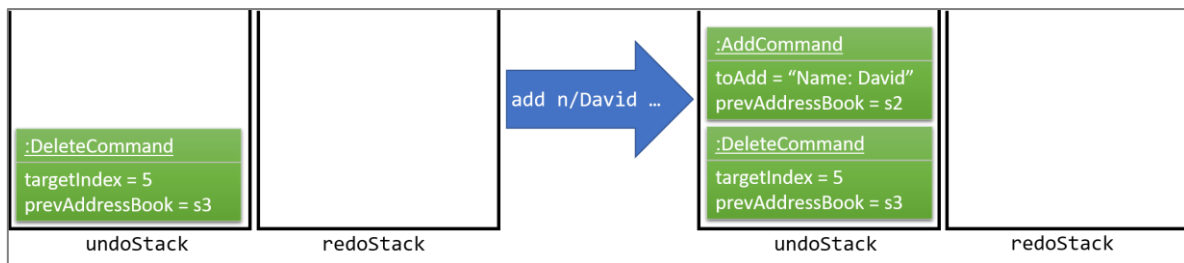 :DeleteCommand
targetIndex = 5
prevAddressBook = s3
undoStack
redoStack
add n/David …
:AddCommand
toAdd = “Name: David”
prevAddressBook = s2
:DeleteCommand
targetIndex = 5
prevAddressBook = s3
undoStack
redoStack